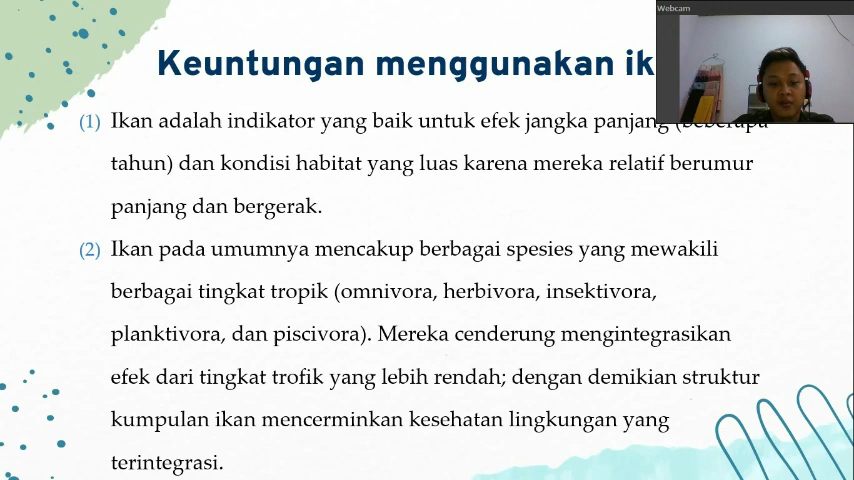 Webcam
Keuntungan menggunakan
(1) Ikan adalah indikator yang baik untuk efek jangka panjang (beberapa
tahun) dan kondisi habitat yang luas karena mereka relatif berumur
panjang dan bergerak.
(2) Ikan pada umumnya mencakup berbagai spesies yang mewakili
berbagai tingkat tropik (omnivora, herbivora, insektivora,
planktivora, dan piscivora). Mereka cenderung mengintegrasikan
efek dari tingkat trofik yang lebih rendah; dengan demikian struktur
kumpulan ikan mencerminkan kesehatan lingkungan yang
terintegrasi.